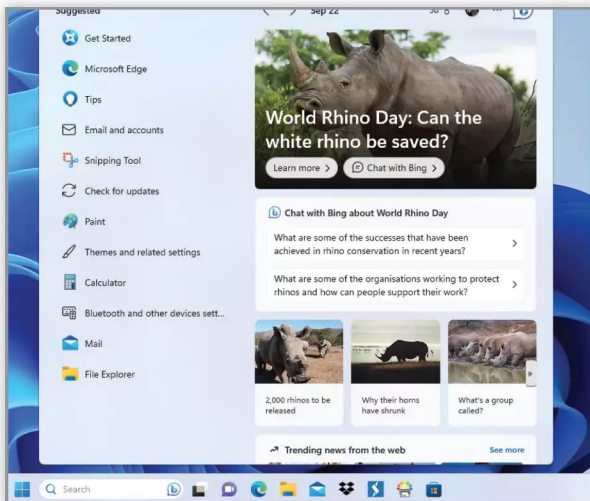 Suggested
Sep 22
Get Started
Microsoft Edge
Tips
Email and accounts
Snipping Tool
Check for updates
Paint
Themes and related settings
Calculator
Bluetooth and other devices sett...
Mail
File Explorer
World Rhino Day: Can the
white rhino be saved?
Learn more
Chat with Bing
Chat with Bing about World Rhino Day
What are some of the successes that have been
achieved in rhino conservation in recent years?
What are some of the organisations working to protect
rhinos and how can people support their work?
2,000 rhinos to be
released
Why their horns
have shrunk
What's a group
called?
Trending news from the web
See more
Search